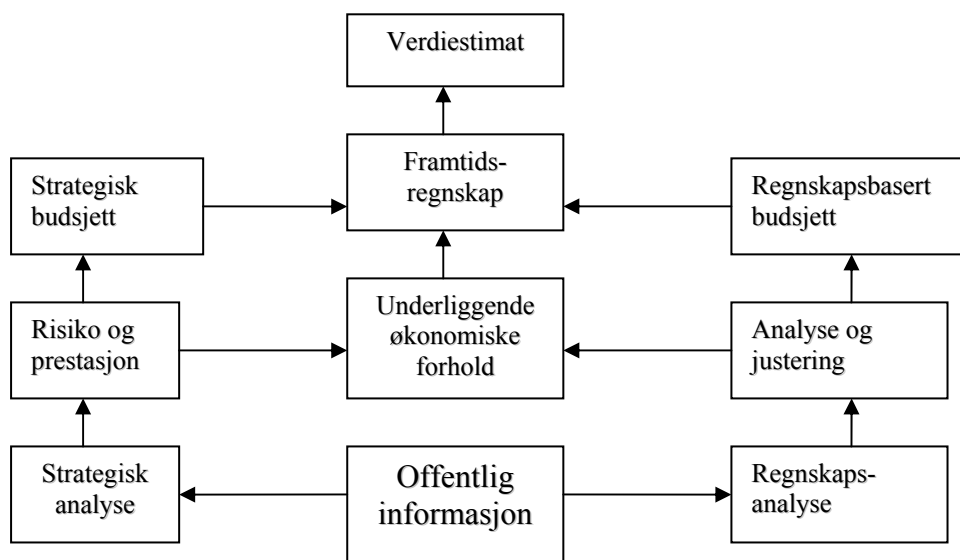 Verdiestimat
Framtids-
regnskap
Strategisk
budsjett
Regnskapsbasert
budsjett
Underliggende
økonomiske
forhold
Risiko og
prestasjon
Analyse og
justering
Strategisk
analyse
Offentlig
informasjon
Regnskaps-
analyse